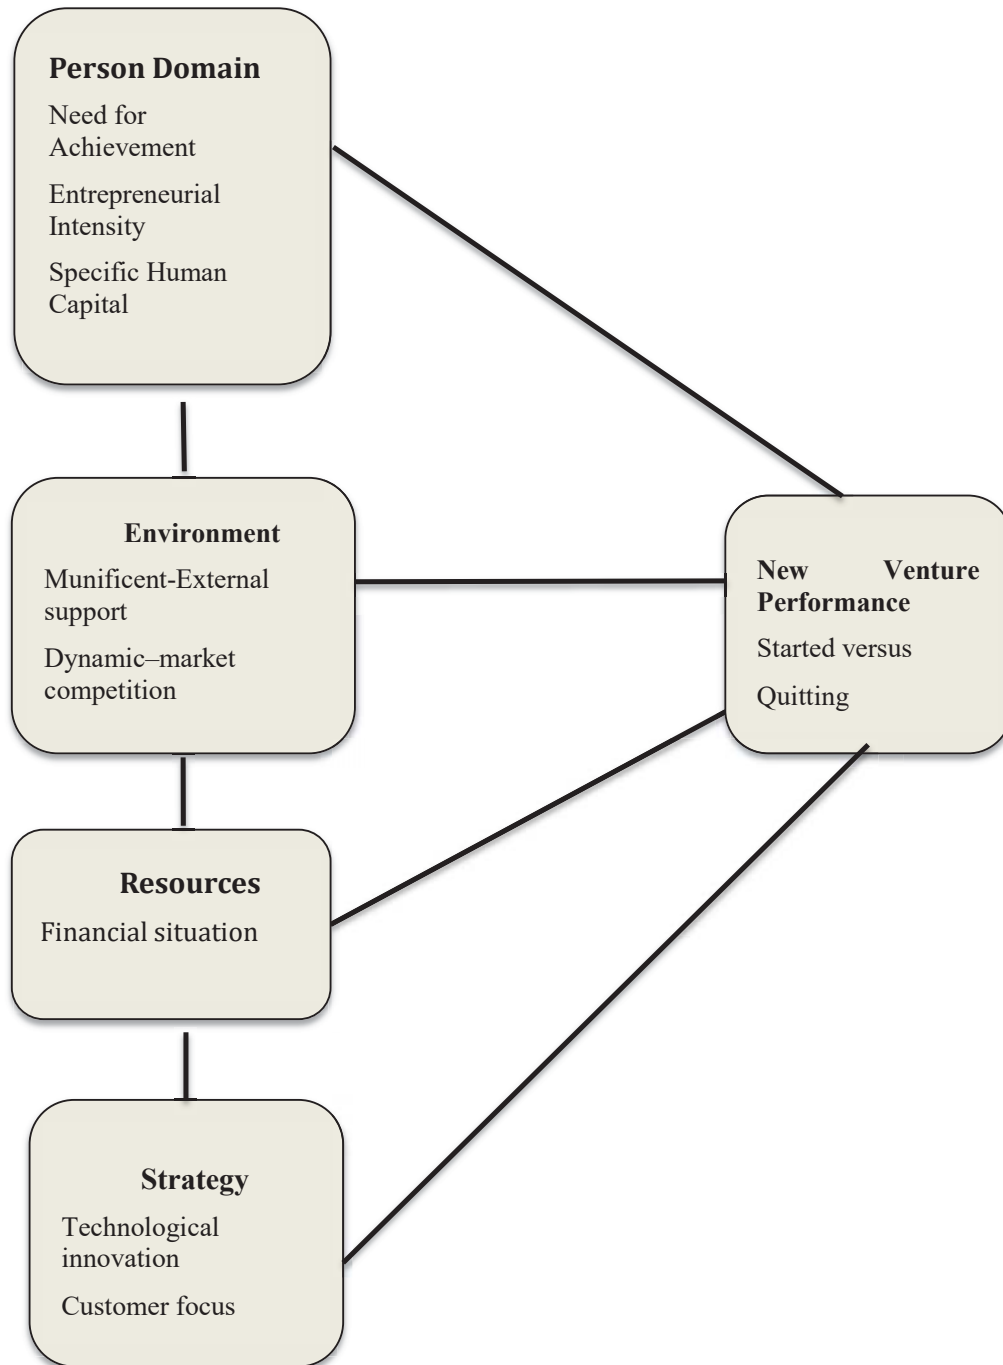 Person Domain
Need for
Achievement
Entrepreneurial
Intensity
Specific Human
Capital
Environment
Munificent-External
support
Dynamic–market
competition
Resources
Financial situation
Strategy
Technological
innovation
Customer focus
New Venture
Performance
Started versus
Quitting